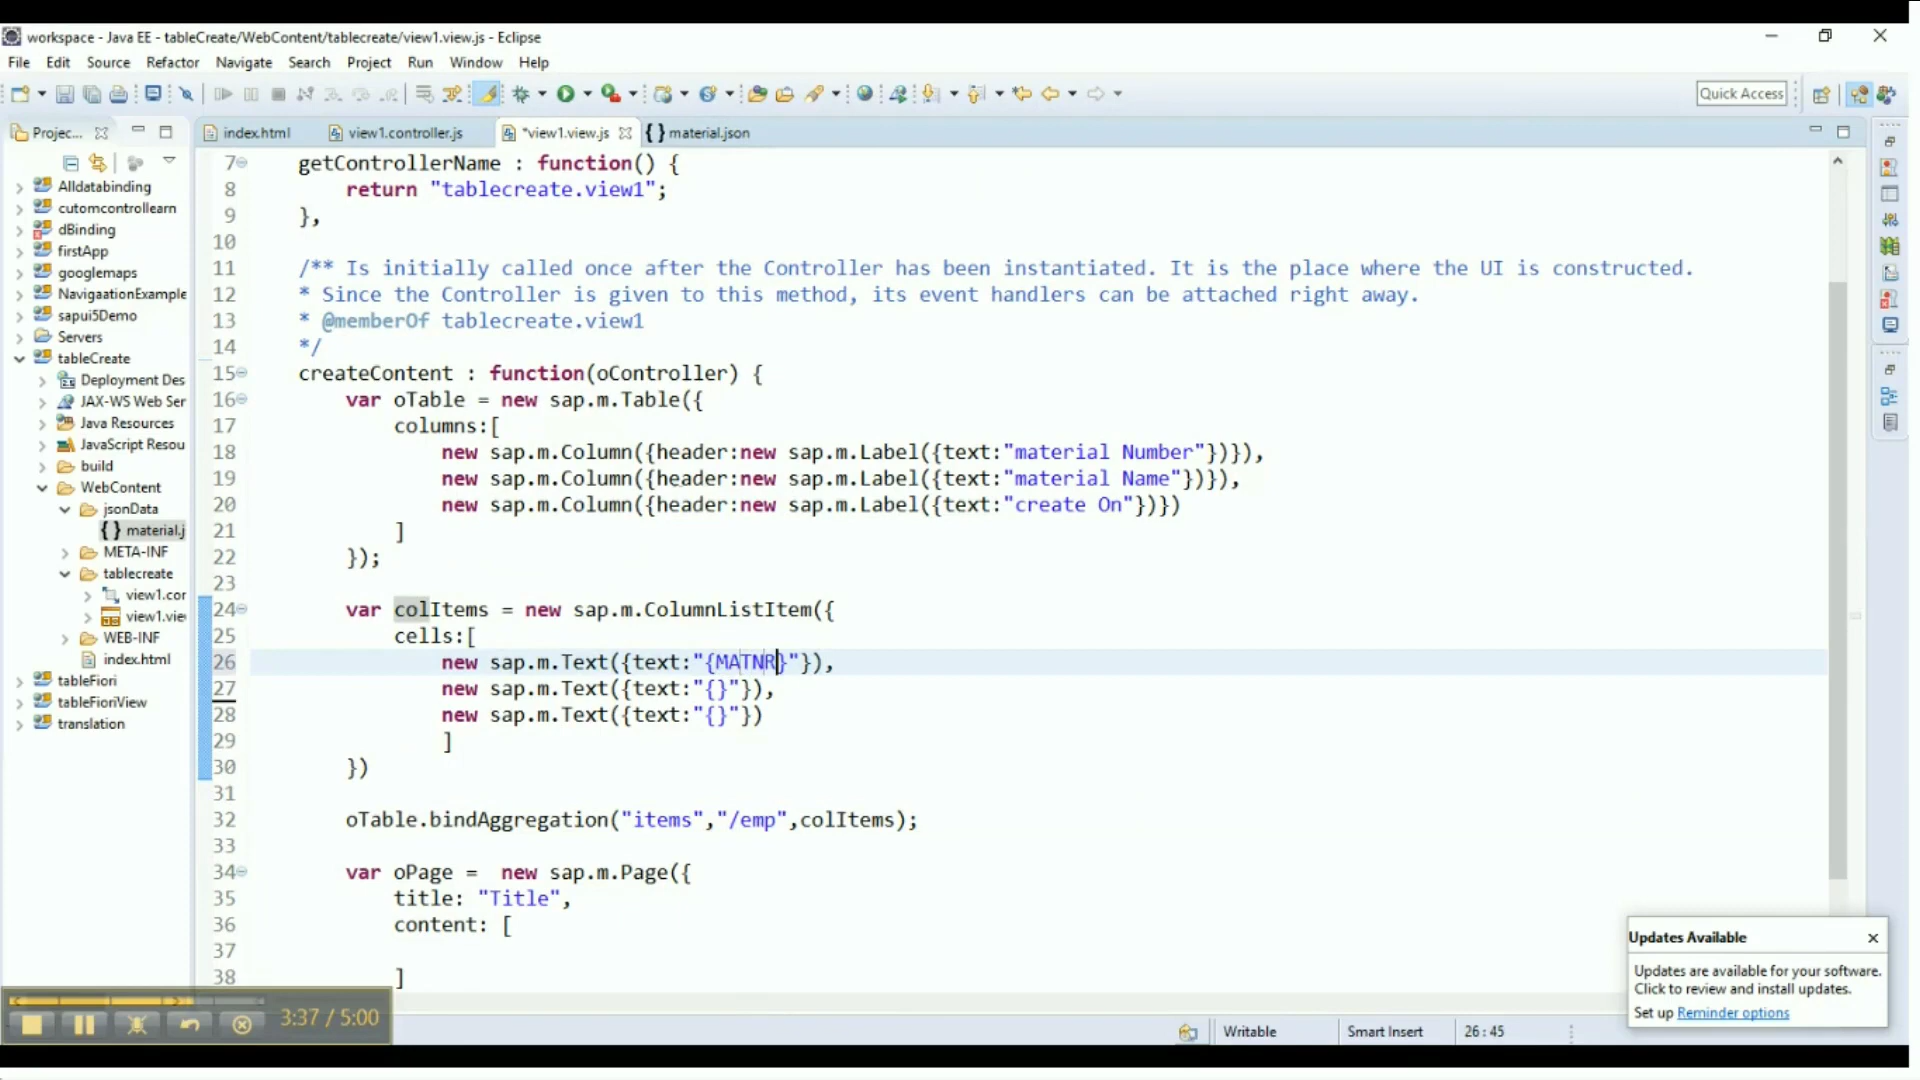 workspace - Java EE - tableCreate/WebContent/tablecreate/view1.view.js - Eclipse
File Edit Source Refactor Navigate Search Project Run Window Help
Quick Access
Projec...
index.html view1.controller.js *view1.view.js { } material.json
Alldatabinding
cutomcontrollearn
dBinding
firstApp
googlemaps
NavigaationExample
sapui5Demo
Servers
tableCreate
Deployment Des
JAX-WS Web Ser
Java Resources
JavaScript Resou
build
WebContent
jsonData
{ } material.j
META-INF
tablecreate
view1.cor
view1.vie
WEB-INF
index.html
tableFiori
tableFioriView
translation
7 getControllerName : function() {
8 return "tablecreate.view1";
9 },
10
11 /** Is initially called once after the Controller has been instantiated. It is the place where the UI is constructed.
12 * Since the Controller is given to this method, its event handlers can be attached right away.
13 * @memberOf tablecreate.view1
14 */
15 createContent : function(oController) {
16 var oTable = new sap.m.Table({
17 columns:[
18 new sap.m.Column({header:new sap.m.Label({text:"material Number"})}),
19 new sap.m.Column({header:new sap.m.Label({text:"material Name"})}),
20 new sap.m.Column({header:new sap.m.Label({text:"create On"})})
21 ]
22 });
23
24 var colItems = new sap.m.ColumnListItem({
25 cells:[
26 new sap.m.Text({text:"{MATNR}"}),
27 new sap.m.Text({text:"{}"}),
28 new sap.m.Text({text:"{}"})
29 ]
30 })
31
32 oTable.bindAggregation("items","/emp",colItems);
33
34 var oPage = new sap.m.Page({
35 title: "Title",
36 content: [
37
38 ]
Updates Available
Updates are available for your software.
Click to review and install updates.
Set up Reminder options
3:37 / 5:00
Writable Smart Insert 26 : 45